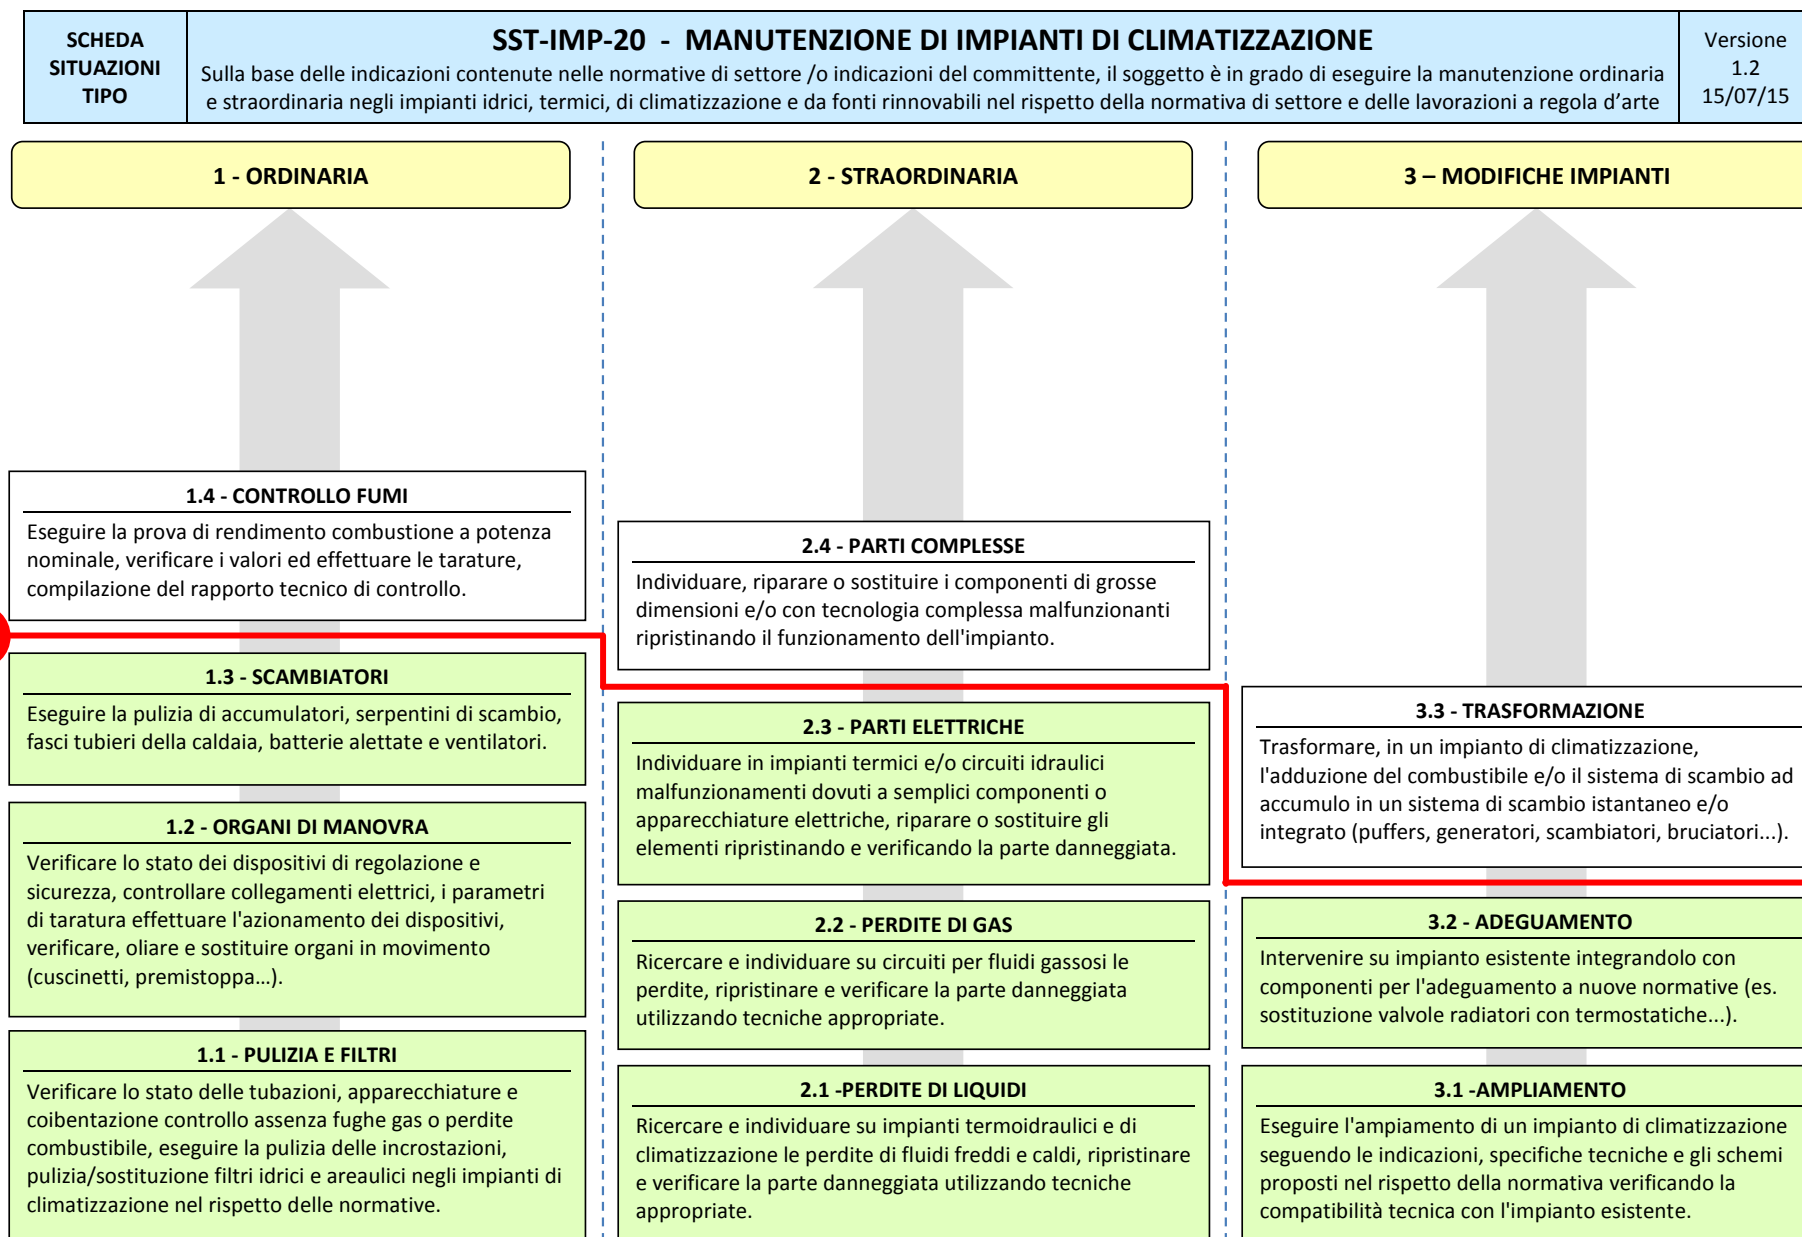 SCHEDA
SITUAZIONI
TIPO
SST-IMP-20 - MANUTENZIONE DI IMPIANTI DI CLIMATIZZAZIONE
Sulla base delle indicazioni contenute nelle normative di settore /o indicazioni del committente, il soggetto è in grado di eseguire la manutenzione ordinaria
e straordinaria negli impianti idrici, termici, di climatizzazione e da fonti rinnovabili nel rispetto della normativa di settore e delle lavorazioni a regola d'arte
Versione
1.2
15/07/15
1 - ORDINARIA
1.4 - CONTROLLO FUMI
Eseguire la prova di rendimento combustione a potenza
nominale, verificare i valori ed effettuare le tarature,
compilazione del rapporto tecnico di controllo.
1.3 - SCAMBIATORI
Eseguire la pulizia di accumulatori, serpentini di scambio,
fasci tubieri della caldaia, batterie alettate e ventilatori.
1.2 - ORGANI DI MANOVRA
Verificare lo stato dei dispositivi di regolazione e
sicurezza, controllare collegamenti elettrici, i parametri
di taratura effettuare l'azionamento dei dispositivi,
verificare, oliare e sostituire organi in movimento
(cuscinetti, premistoppa…).
1.1 - PULIZIA E FILTRI
Verificare lo stato delle tubazioni, apparecchiature e
coibentazione controllo assenza fughe gas o perdite
combustibile, eseguire la pulizia delle incrostazioni,
pulizia/sostituzione filtri idrici e areaulici negli impianti di
climatizzazione nel rispetto delle normative.
2 - STRAORDINARIA
2.4 - PARTI COMPLESSE
Individuare, riparare o sostituire i componenti di grosse
dimensioni e/o con tecnologia complessa malfunzionanti
ripristinando il funzionamento dell'impianto.
2.3 - PARTI ELETTRICHE
Individuare in impianti termici e/o circuiti idraulici
malfunzionamenti dovuti a semplici componenti o
apparecchiature elettriche, riparare o sostituire gli
elementi ripristinando e verificando la parte danneggiata.
2.2 - PERDITE DI GAS
Ricercare e individuare su circuiti per fluidi gassosi le
perdite, ripristinare e verificare la parte danneggiata
utilizzando tecniche appropriate.
2.1 -PERDITE DI LIQUIDI
Ricercare e individuare su impianti termoidraulici e di
climatizzazione le perdite di fluidi freddi e caldi, ripristinare
e verificare la parte danneggiata utilizzando tecniche
appropriate.
3 – MODIFICHE IMPIANTI
3.3 - TRASFORMAZIONE
Trasformare, in un impianto di climatizzazione,
l'adduzione del combustibile e/o il sistema di scambio ad
accumulo in un sistema di scambio istantaneo e/o
integrato (puffers, generatori, scambiatori, bruciatori...).
3.2 - ADEGUAMENTO
Intervenire su impianto esistente integrandolo con
componenti per l'adeguamento a nuove normative (es.
sostituzione valvole radiatori con termostatiche...).
3.1 -AMPLIAMENTO
Eseguire l'ampiamento di un impianto di climatizzazione
seguendo le indicazioni, specifiche tecniche e gli schemi
proposti nel rispetto della normativa verificando la
compatibilità tecnica con l'impianto esistente.